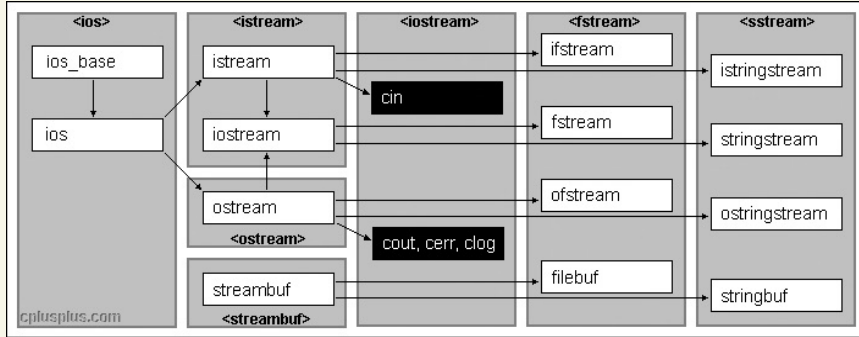 <ios>
ios_base
ios
cplusplus.com
<istream>
istream
iostream
ostream
<ostream>
streambuf
<streambuf>
<iostream>
cin
cout, cerr, clog
<fstream>
ifstream
fstream
ofstream
filebuf
<sstream>
istringstream
stringstream
ostringstream
stringbuf